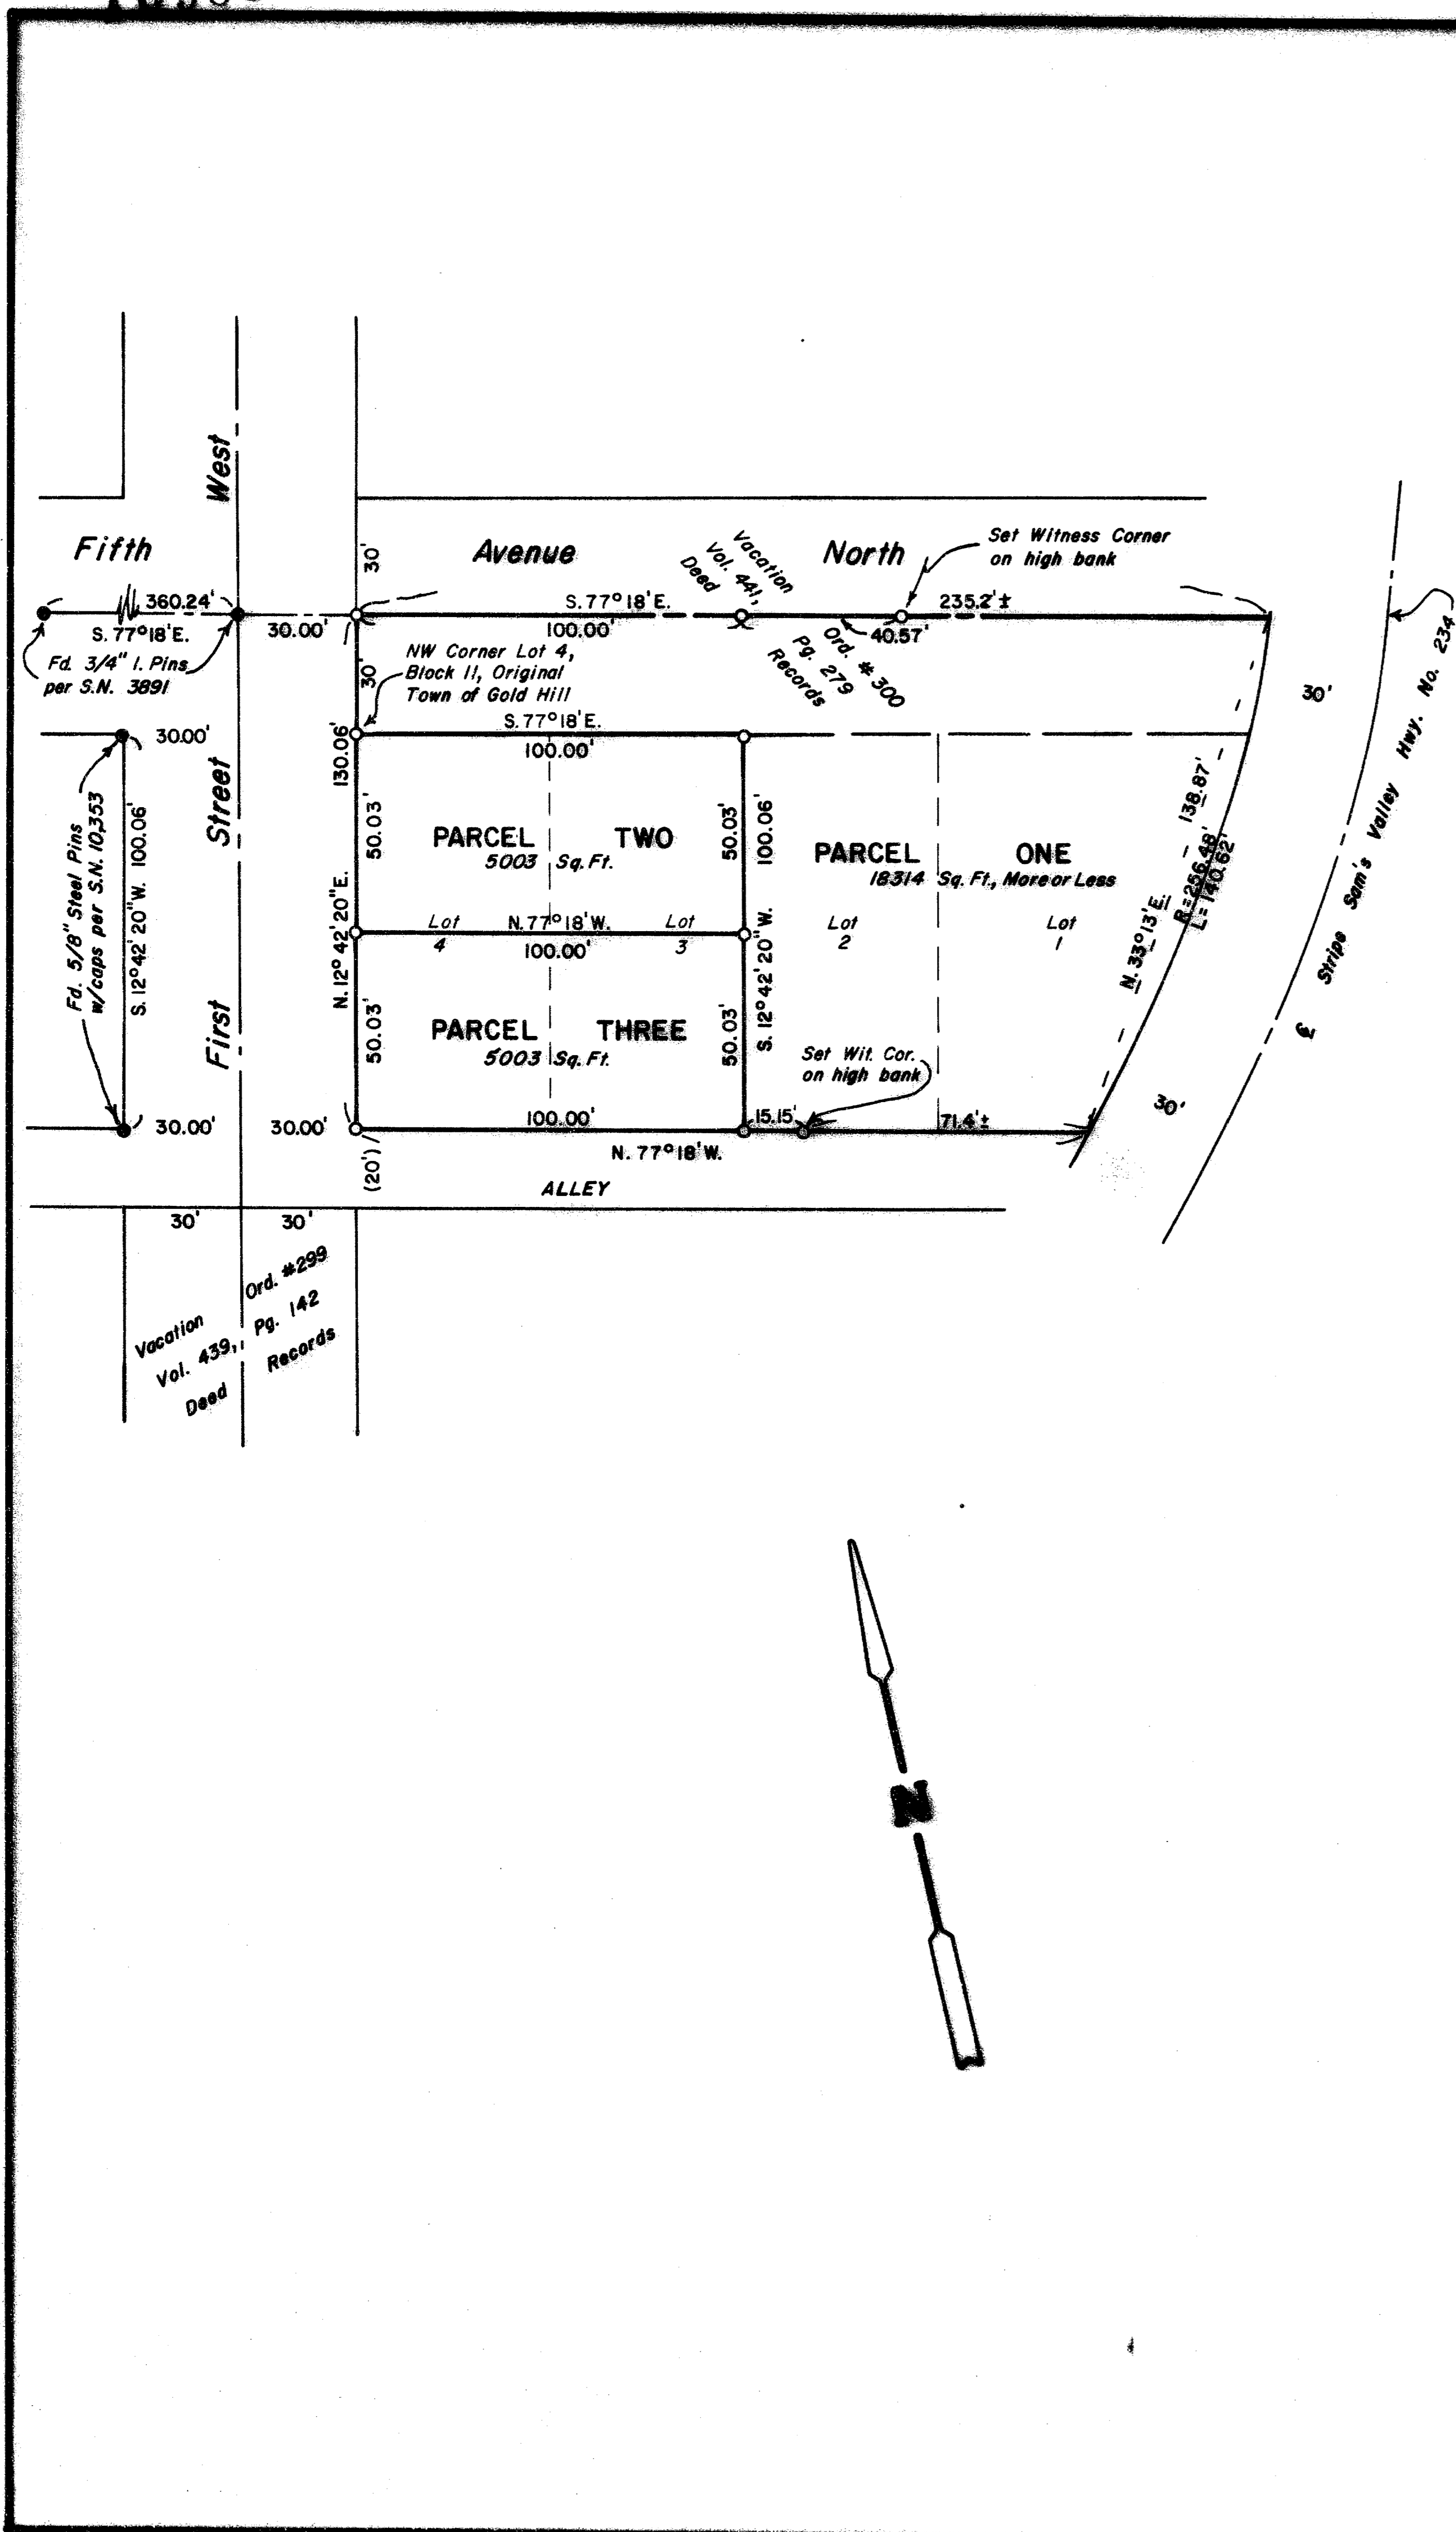 West
Street
First
Fifth
Avenue
North
30'
Vacation
Vol. 441,
Deed
Ord. # 300
Pg. 279
Records
Set Witness Corner
on high bank
360.24'
S. 77°18'E.
30.00'
S. 77°18'E.
100.00'
235.2'±
40.57'
Fd. 3/4" I. Pins
per S.N. 3891
30'
NW Corner Lot 4,
Block 11, Original
Town of Gold Hill
30.00'
S. 77°18'E.
100.00'
130.06'
Fd. 5/8" Steel Pins
w/caps per S.N. 10,353
S. 12°42'20"W. 100.06'
N. 12°42'20"E.
50.03'
PARCEL TWO
5003 Sq. Ft.
50.03'
100.06'
PARCEL ONE
18314 Sq. Ft., More or Less
Lot
4
N. 77°18'W.
100.00'
Lot
3
Lot
2
Lot
1
50.03'
PARCEL THREE
5003 Sq. Ft.
50.03'
S. 12°42'20"W.
Set Wit. Cor.
on high bank
N. 33°13'E. 138.87'
R=256.48'
L=140.62'
30'
30'
℄ Stripe Sam's Valley Hwy. No. 234
30.00'
30.00'
100.00'
15.15'
71.4'±
N. 77°18'W.
(20')
ALLEY
30'
30'
Vacation Ord. #299
Vol. 439, Pg. 142
Deed Records
N